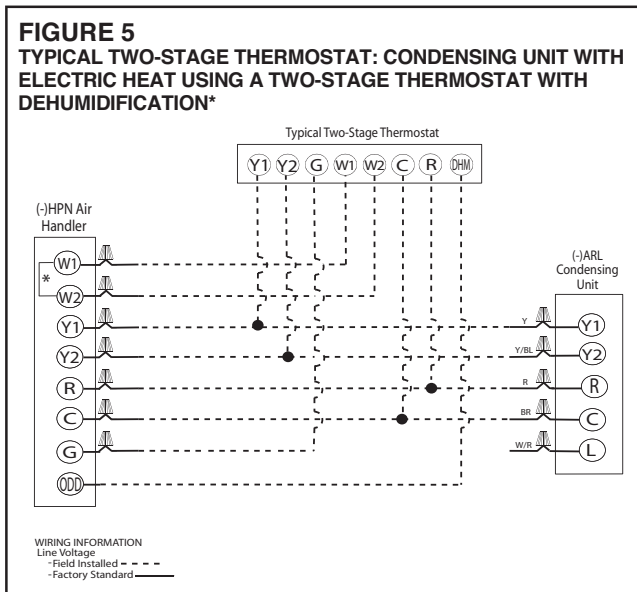 FIGURE 5
TYPICAL TWO-STAGE THERMOSTAT: CONDENSING UNIT WITH
ELECTRIC HEAT USING A TWO-STAGE THERMOSTAT WITH
DEHUMIDIFICATION*
Typical Two-Stage Thermostat
Y1 Y2 G W1 W2 C R DHM
(-)HPN Air
Handler
W1
*
W2
Y1
Y2
R
C
G
ODD
(-)ARL
Condensing
Unit
Y Y1
Y/BL Y2
R R
BR C
W/R L
WIRING INFORMATION
Line Voltage
-Field Installed
-Factory Standard